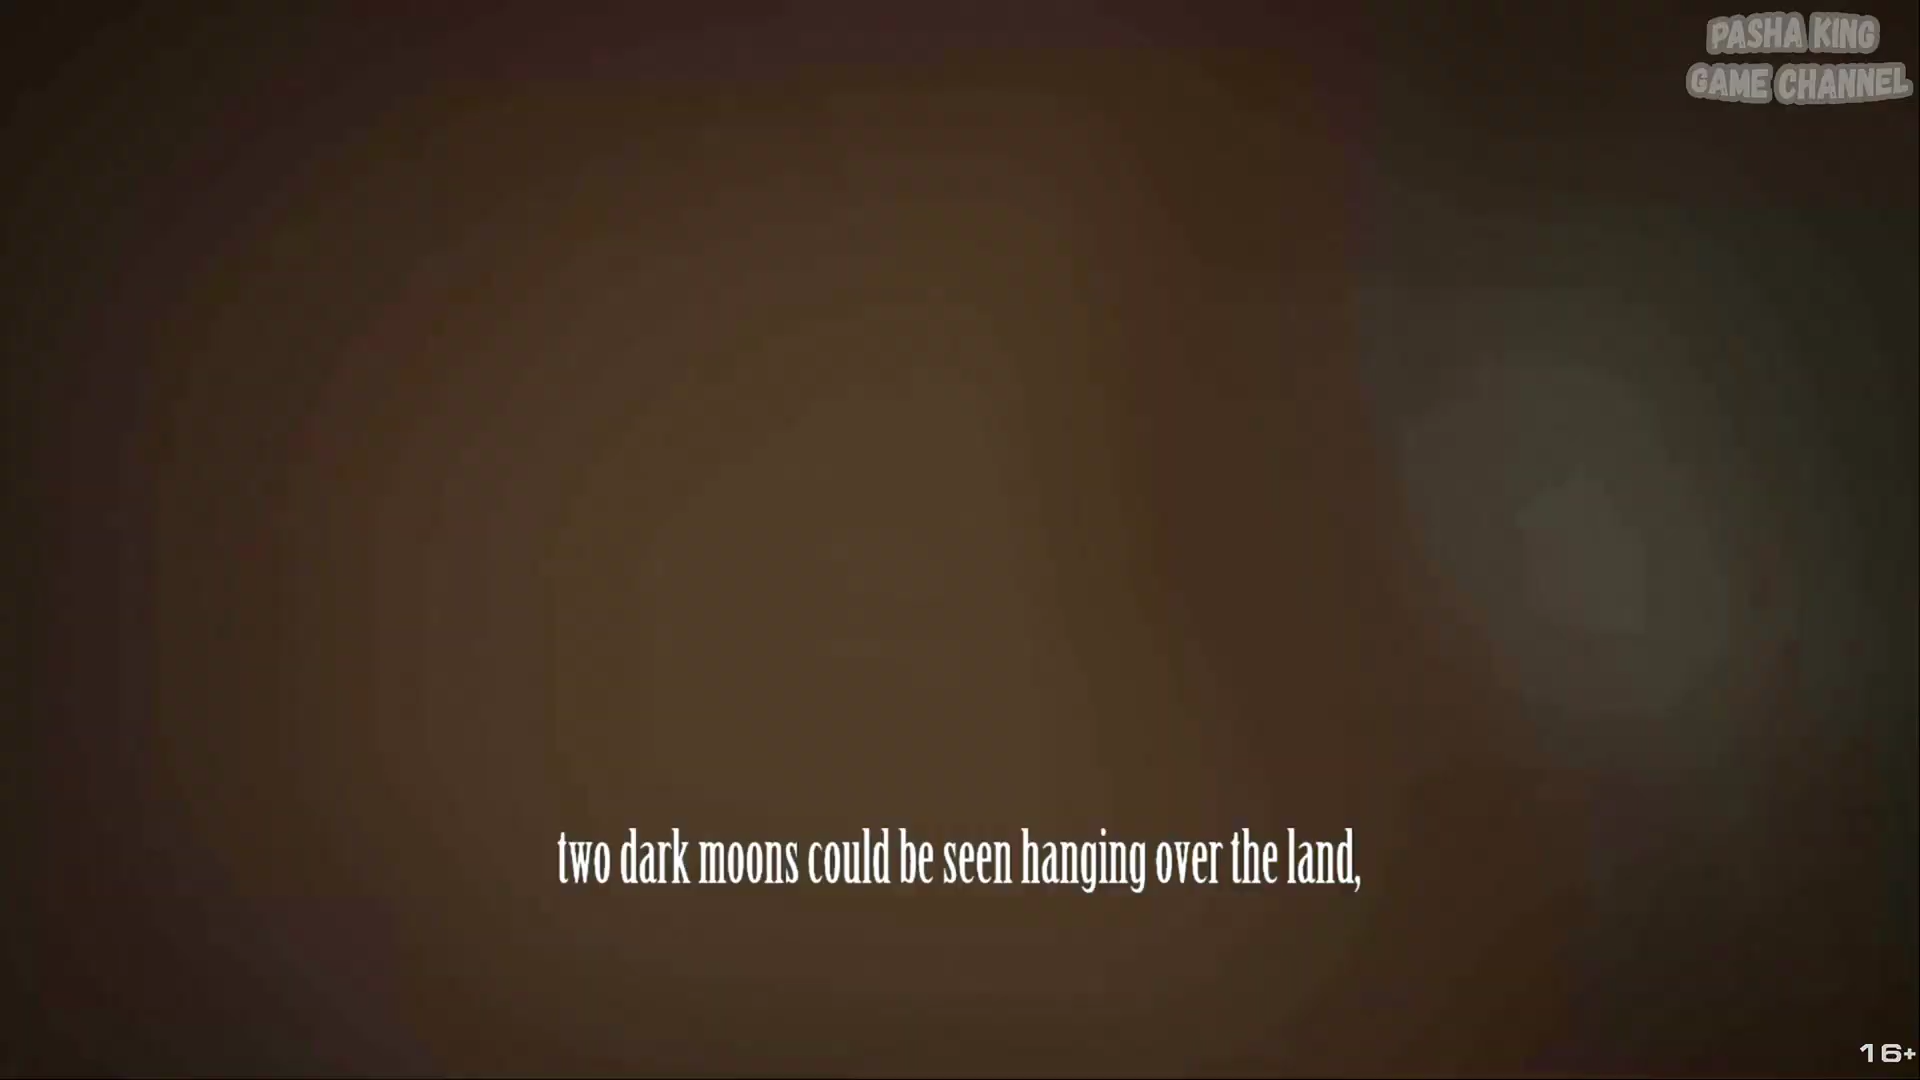 PASHA KING
GAME CHANNEL
two dark moons could be seen hanging over the land,
16+